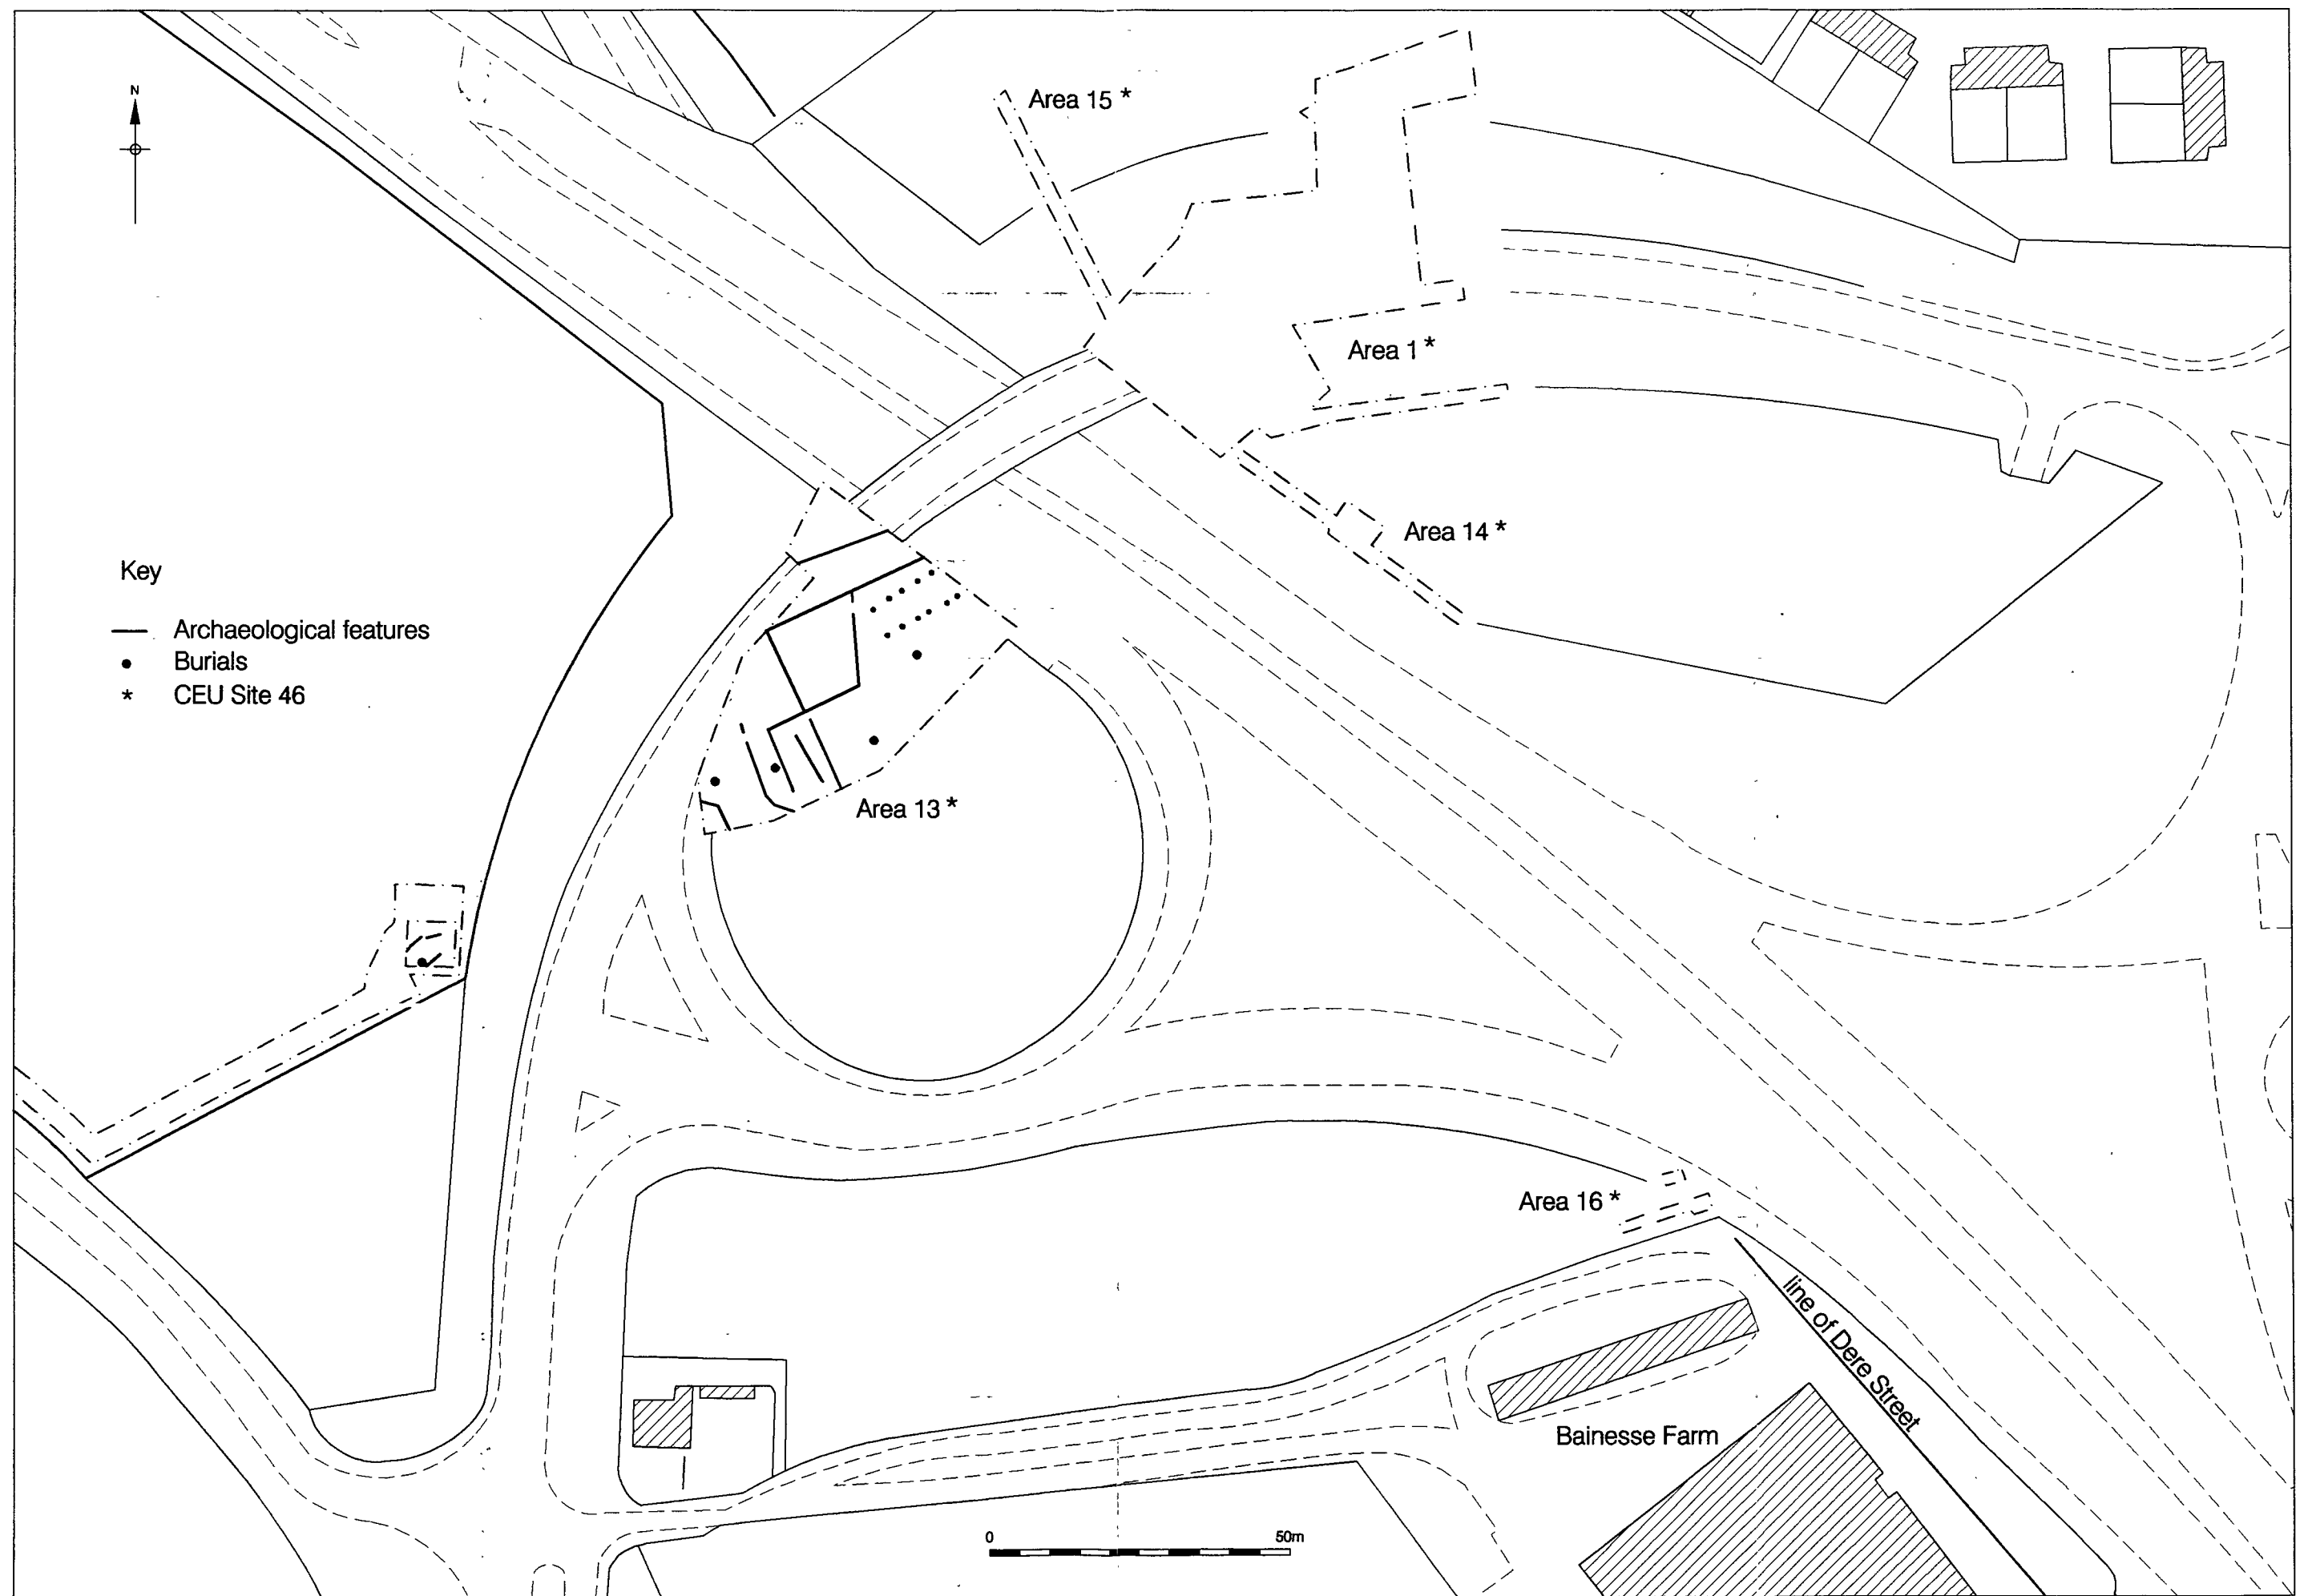 N
Area 15 *
Area 1 *
Area 14 *
Key
Archaeological features
Burials
* CEU Site 46
Area 13 *
Area 16 *
line of Dere Street
Bainesse Farm
0 50m